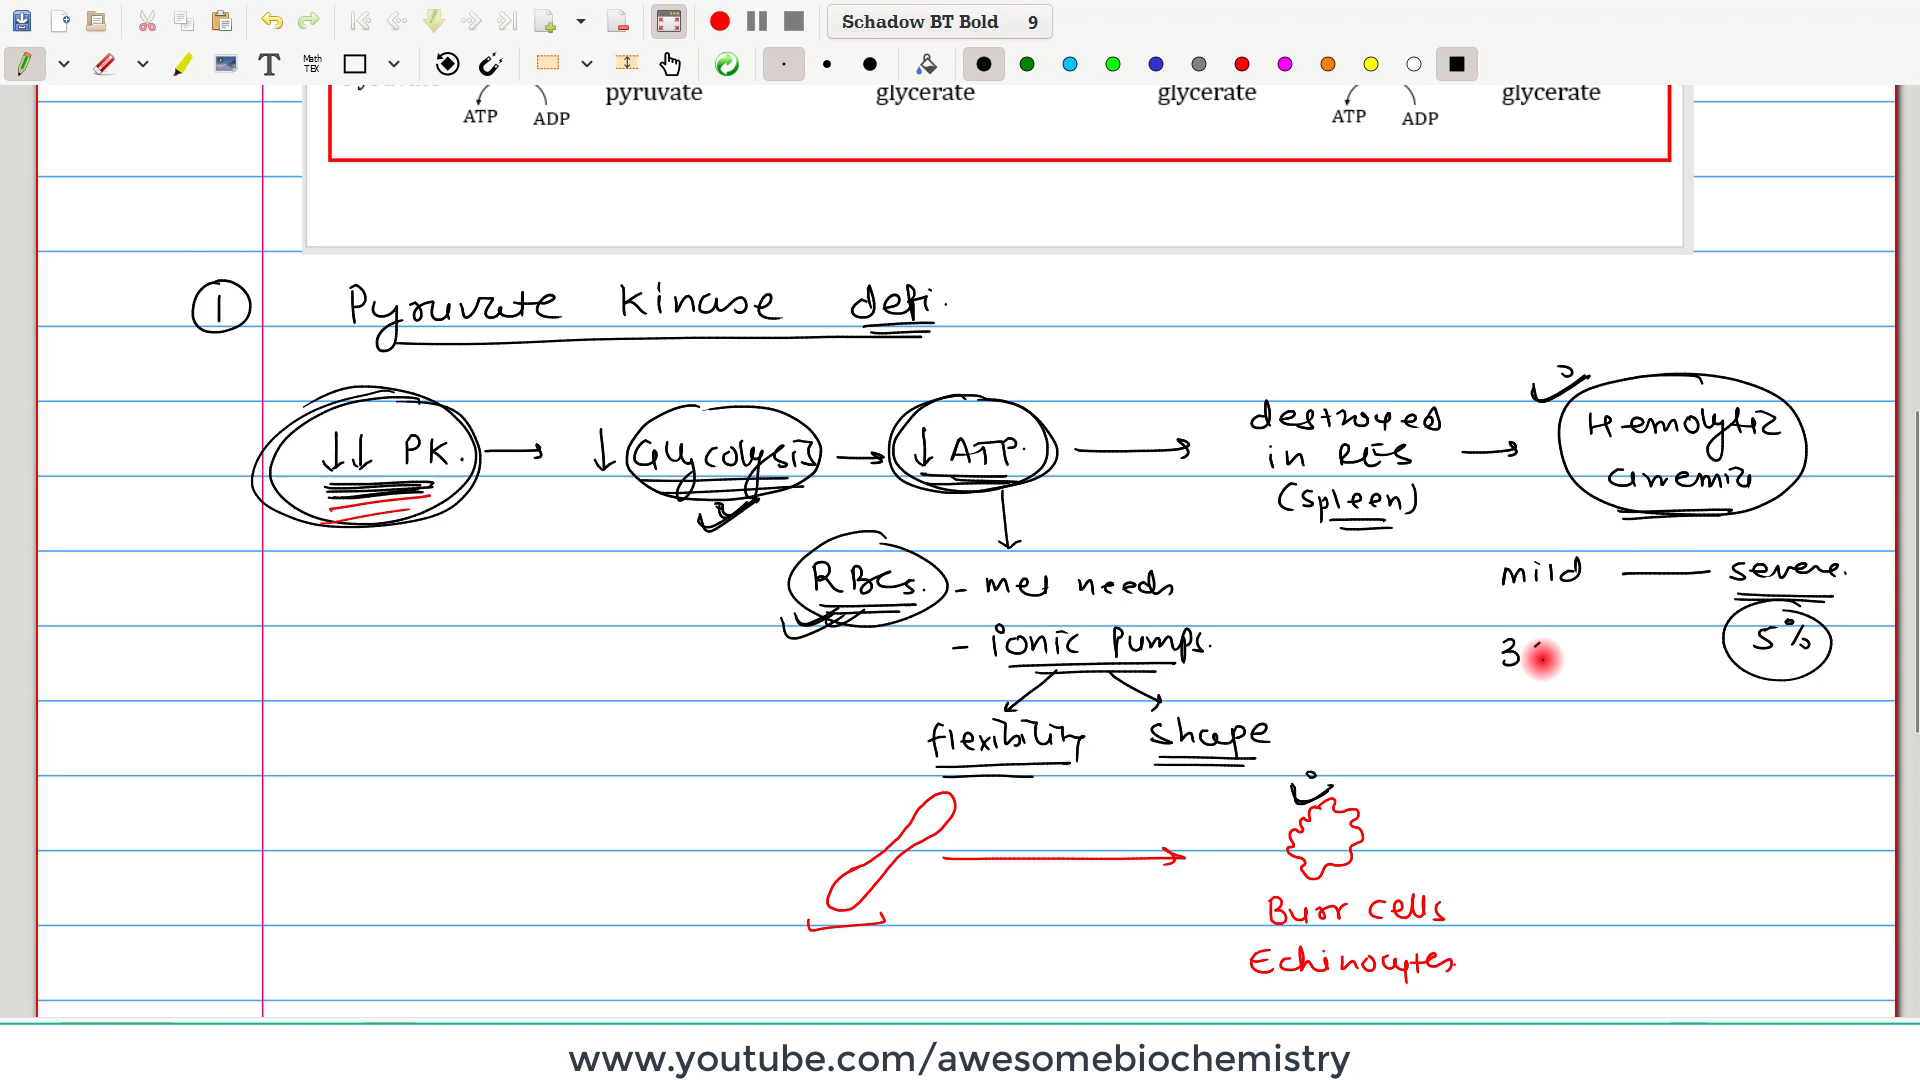 Schadow BT Bold 9
Math
TEX
pyruvate glycerate glycerate glycerate
ATP ADP ATP ADP
1 Pyruvate Kinase defi.
↓↓ PK. → ↓ Glycolysis → ↓ ATP. → destroyed in RES (spleen) → Hemolytic anemia
RBCs. - met needs
- ionic pumps.
mild — severe.
3 5%
flexibility shape
Burr cells
Echinocytes
www.youtube.com/awesomebiochemistry